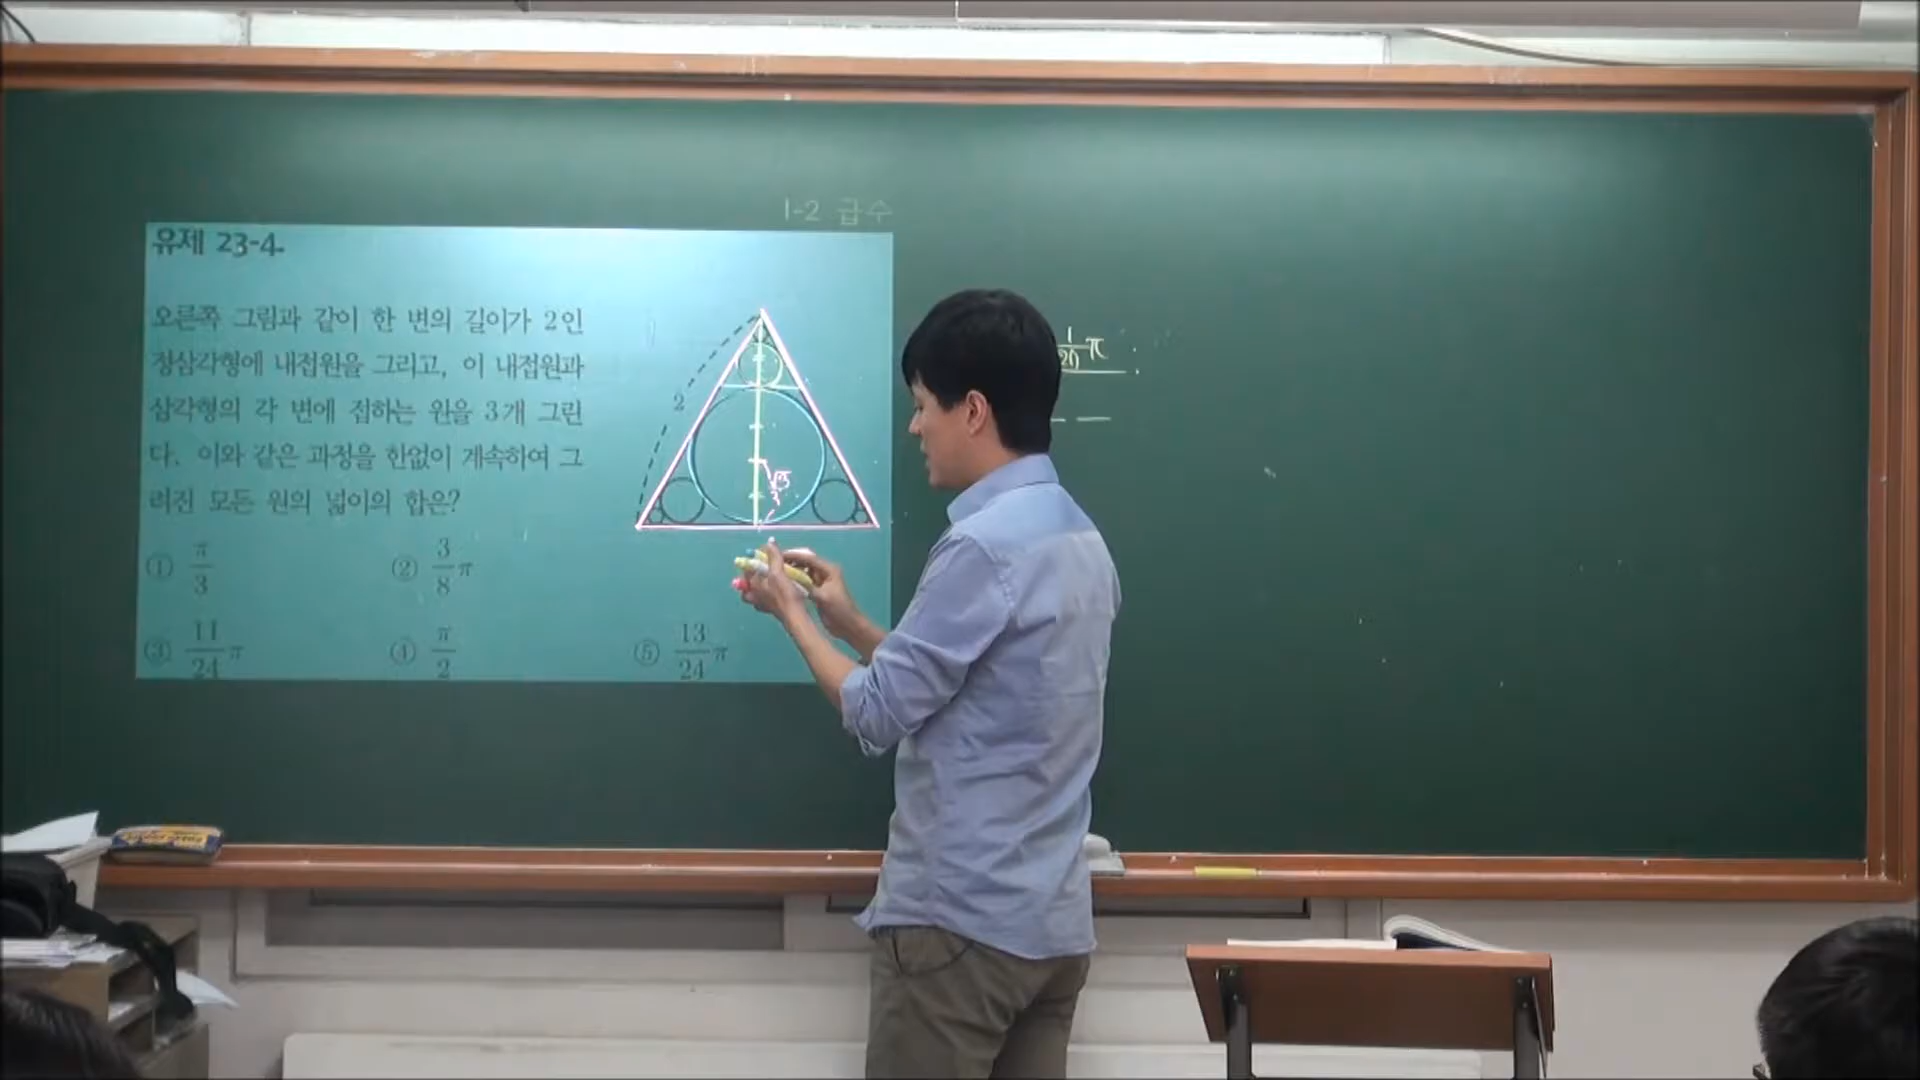 1-2 급수
유제 23-4.
오른쪽 그림과 같이 한 변의 길이가 2인
정삼각형에 내접원을 그리고, 이 내접원과
삼각형의 각 변에 접하는 원을 3개 그린
다. 이와 같은 과정을 한없이 계속하여 그
려진 모든 원의 넓이의 합은?
2
√3/3
① π/3
② 3/8 π
③ 11/24 π
④ π/2
⑤ 13/24 π